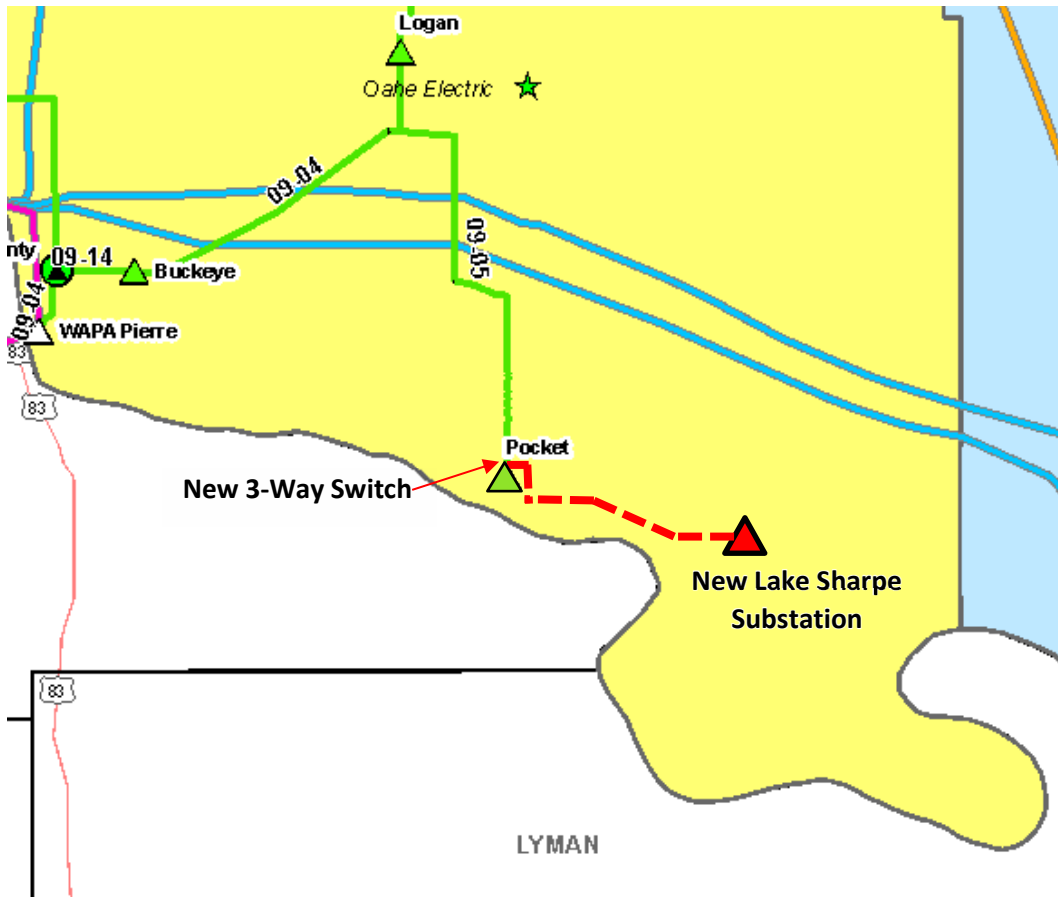 Logan
Oahe Electric
09-04
09-05
nty
09-14
Buckeye
09-04
WAPA Pierre
83
83
Pocket
New 3-Way Switch
New Lake Sharpe
Substation
83
LYMAN